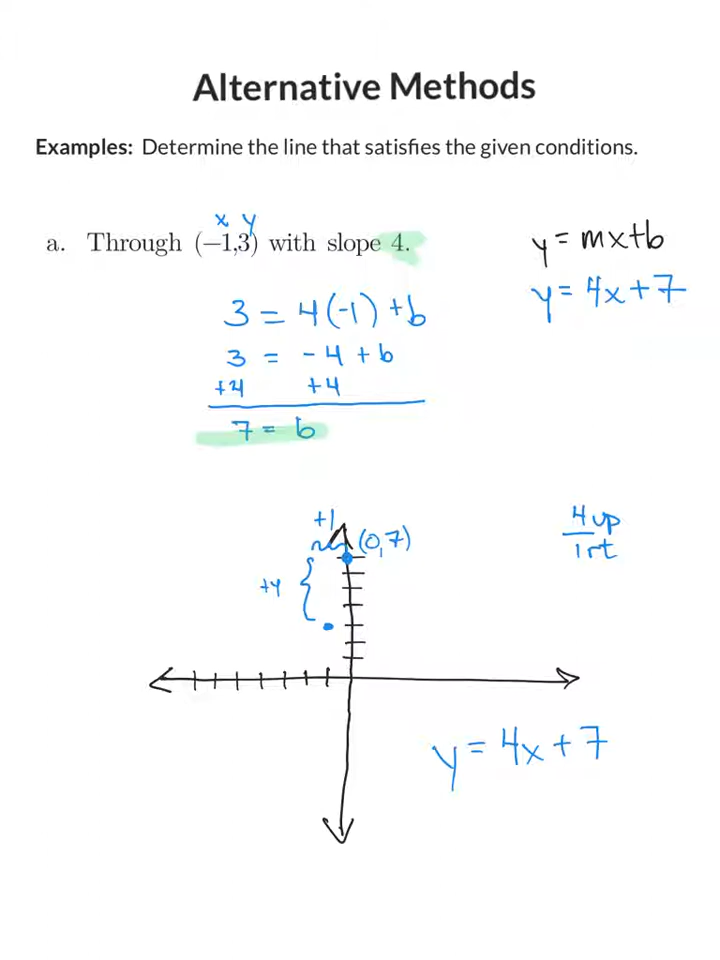 Alternative Methods
Examples: Determine the line that satisfies the given conditions.
x y
a. Through (−1,3) with slope 4.
y = mx+b
y = 4x+7
3 = 4(-1) +b
3 = -4 + b
+4 +4
7 = b
+1
(0,7)
4 up
1 rt
+4
y = 4x+7